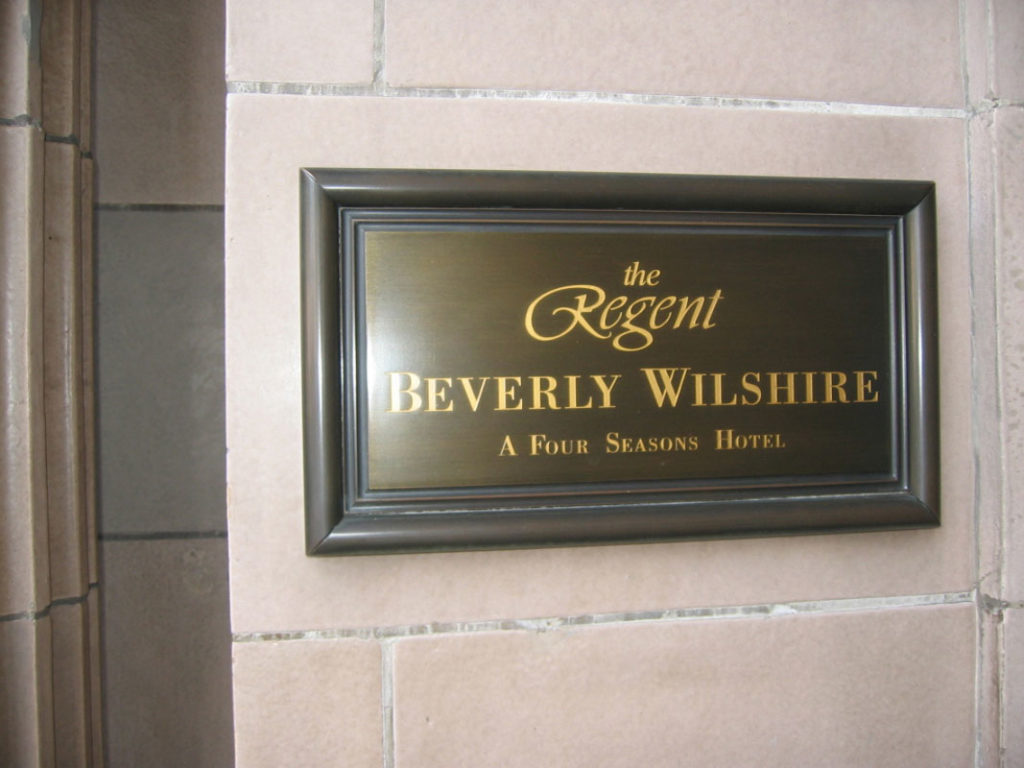 the
Regent
BEVERLY WILSHIRE
A FOUR SEASONS HOTEL